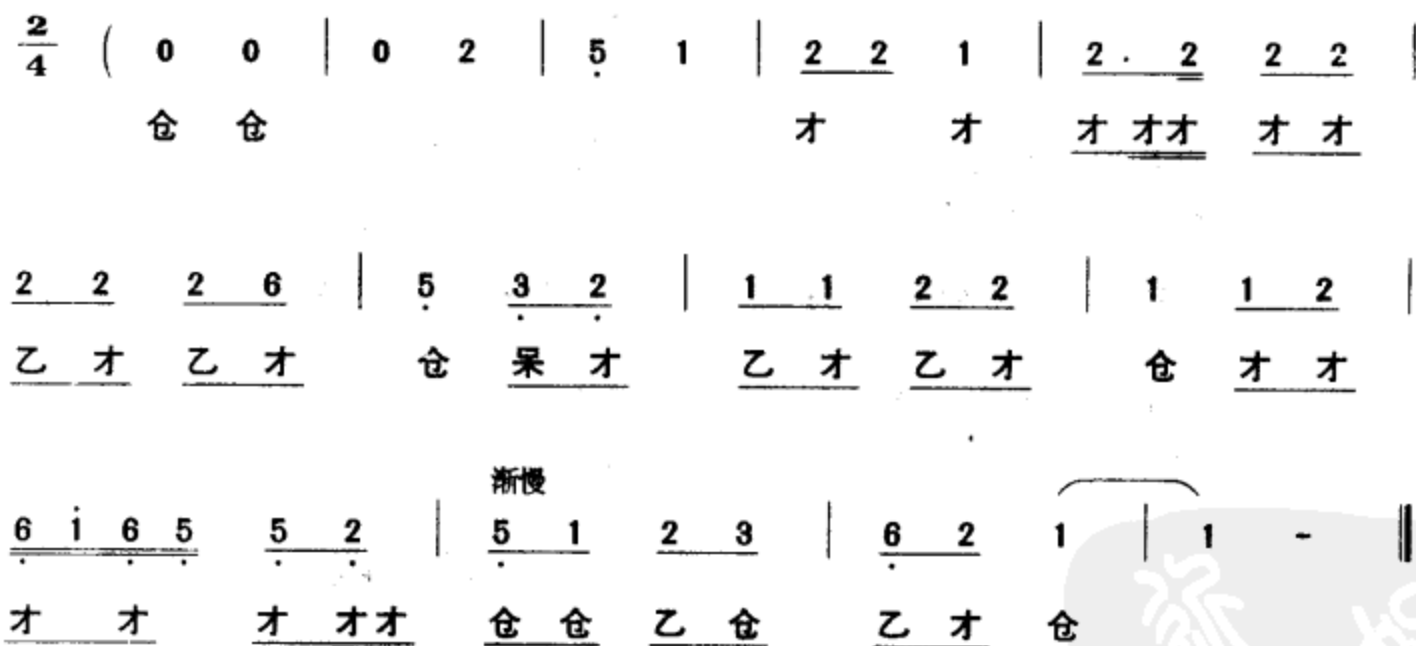 2/4 ( 0 0 | 0 2 | 5̣ 1 | 2 2 1 | 2 · 2 2 2 |
仓 仓 才 才 才 才才 才 才
2 2 2 6 | 5̣ 3̣ 2̣ | 1 1 2 2 | 1 1 2 |
乙 才 乙 才 仓 呆 才 乙 才 乙 才 仓 才 才
渐慢
6̣ i̇ 6̣ 5̣ 5̣ 2̣ | 5̣ 1 2 3 | 6̣ 2 1 | 1 - ‖
才 才 才 才才 仓 仓 乙 仓 乙 才 仓